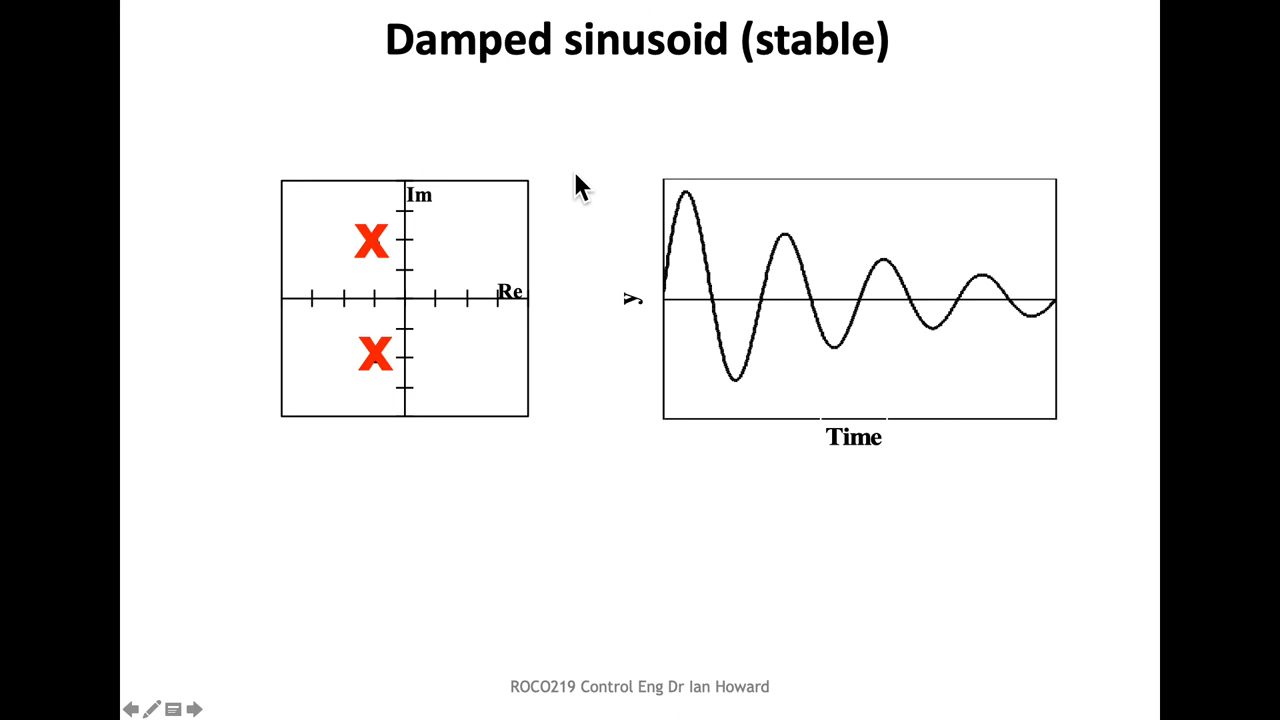 Damped sinusoid (stable)
Im
Re
X
X
y
Time
ROCO219 Control Eng Dr Ian Howard